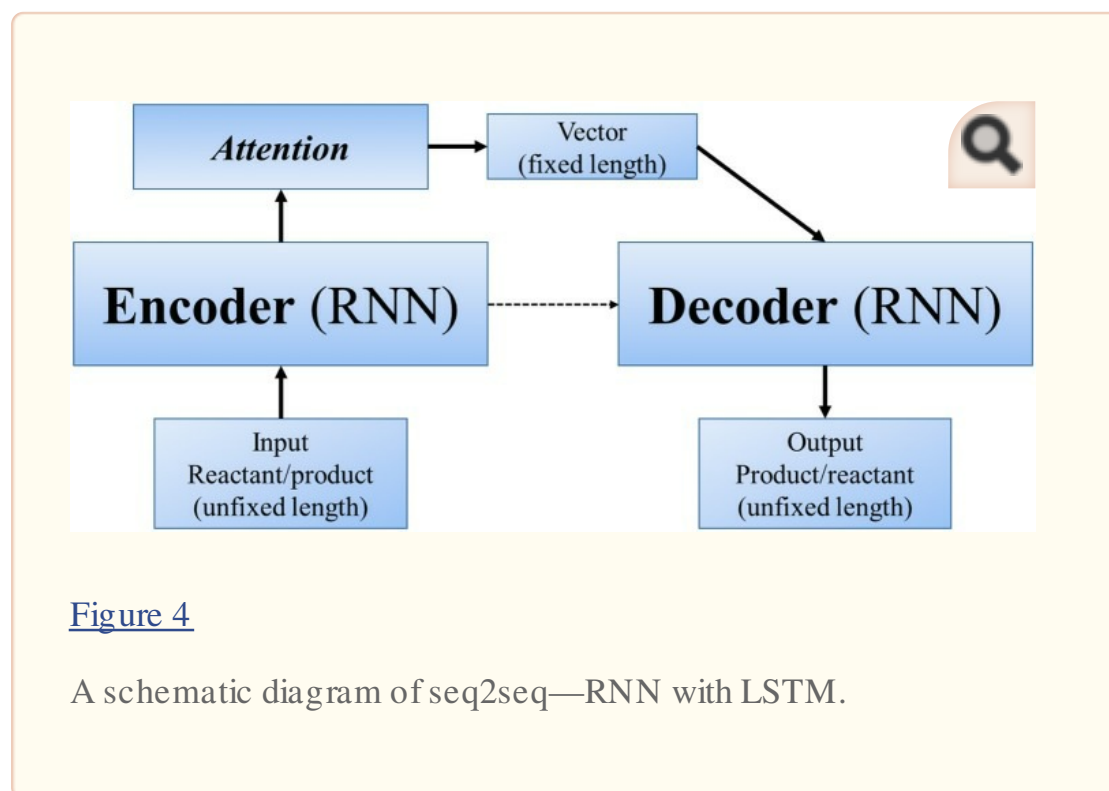 Attention
Vector
(fixed length)
Encoder (RNN)
Decoder (RNN)
Input
Reactant/product
(unfixed length)
Output
Product/reactant
(unfixed length)
Figure 4
A schematic diagram of seq2seq—RNN with LSTM.